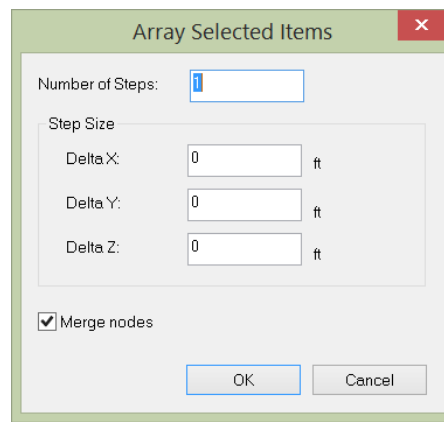 Array Selected Items
Number of Steps: 1
Step Size
Delta X: 0 ft
Delta Y: 0 ft
Delta Z: 0 ft
Merge nodes
OK Cancel